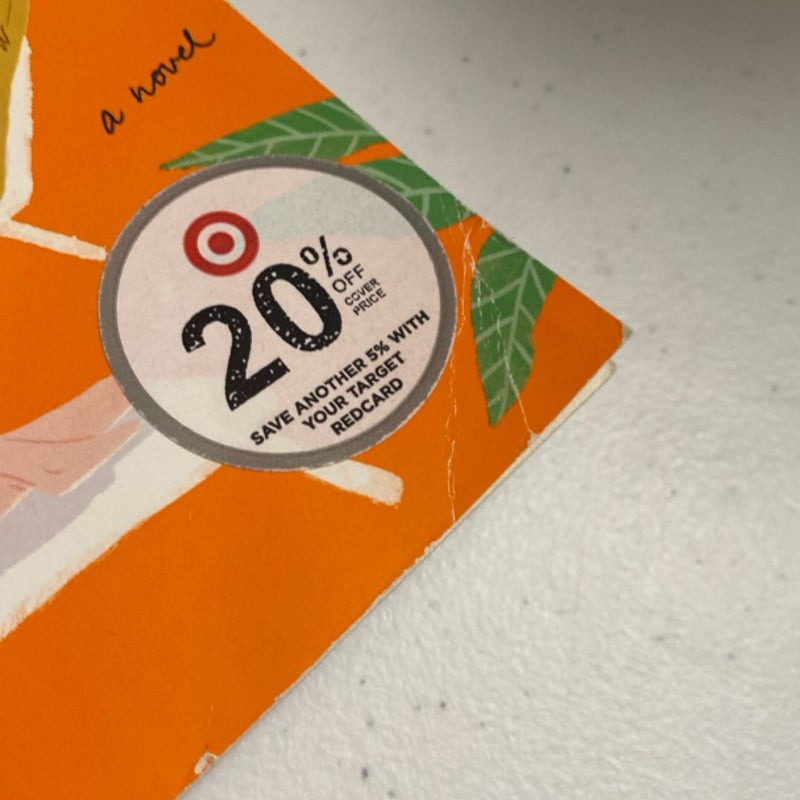 a novel
20%
OFF
COVER
PRICE
SAVE ANOTHER 5% WITH
YOUR TARGET
REDCARD